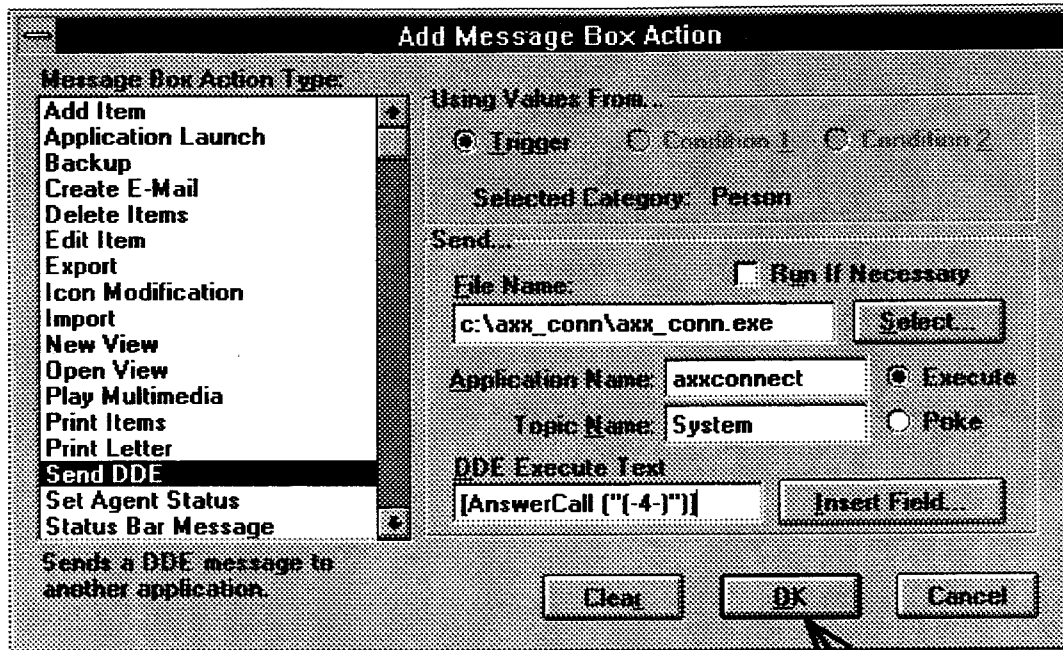 Add Message Box Action
Message Box Action Type:
Add Item
Application Launch
Backup
Create E-Mail
Delete Items
Edit Item
Export
Icon Modification
Import
New View
Open View
Play Multimedia
Print Items
Print Letter
Send DDE
Set Agent Status
Status Bar Message
Sends a DDE message to
another application.
Using Values From...
Trigger Condition 1 Condition 2
Selected Category: Person
Send...
File Name: Run If Necessary
c:\axx_conn\axx_conn.exe Select...
Application Name: axxconnect Execute
Topic Name: System Poke
DDE Execute Text
[AnswerCall ("(-4-)")] Insert Field...
Clear OK Cancel